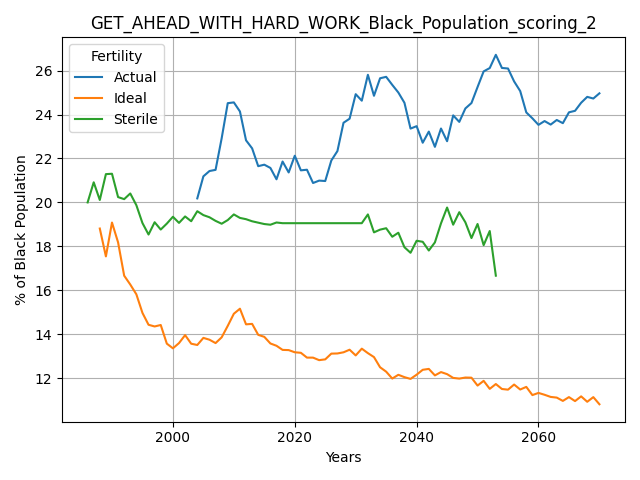 GET_AHEAD_WITH_HARD_WORK_Black_Population_scoring_2
Fertility
Actual
Ideal
Sterile
% of Black Population
26
24
22
20
18
16
14
12
2000 2020 2040 2060
Years